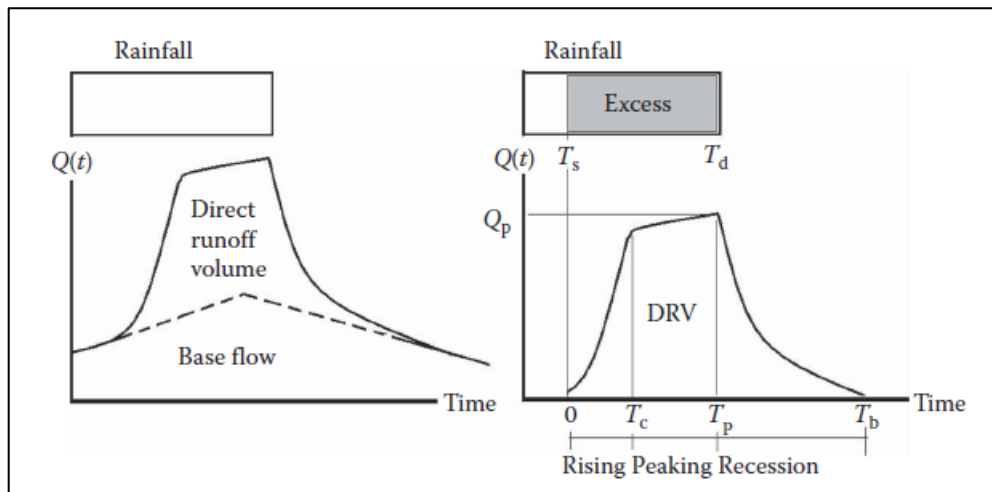 Rainfall
Q(t)
Direct
runoff
volume
Base flow
Time
Rainfall
Excess
Q(t)
Ts
Td
Qp
DRV
0
Tc
Tp
Tb
Time
Rising Peaking Recession